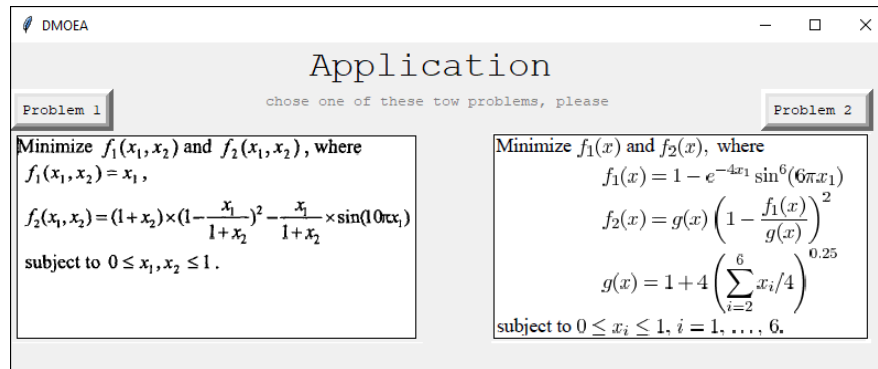 DMOEA
Application
chose one of these tow problems, please
Problem 1
Minimize f₁(x₁,x₂) and f₂(x₁,x₂), where
f₁(x₁,x₂) = x₁,
f₂(x₁,x₂) = (1+x₂)×(1-x₁/(1+x₂))² - x₁/(1+x₂) × sin(10πx₁)
subject to 0 ≤ x₁,x₂ ≤ 1.
Problem 2
Minimize f₁(x) and f₂(x), where
f₁(x) = 1 − e^{−4x₁} sin⁶(6πx₁)
f₂(x) = g(x) (1 − f₁(x)/g(x))²
g(x) = 1 + 4 (∑_{i=2}^{6} xᵢ/4)^{0.25}
subject to 0 ≤ xᵢ ≤ 1, i = 1, …, 6.